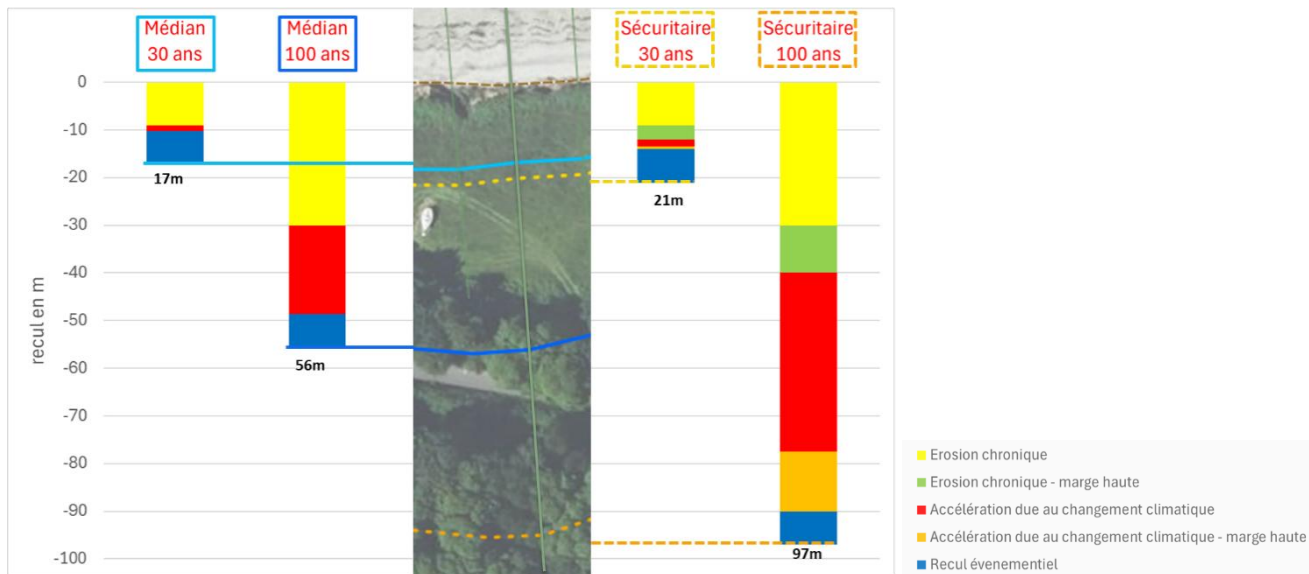 Médian
30 ans
Médian
100 ans
Sécuritaire
30 ans
Sécuritaire
100 ans
recul en m
0
-10
-20
-30
-40
-50
-60
-70
-80
-90
-100
17m
56m
21m
97m
Erosion chronique
Erosion chronique - marge haute
Accélération due au changement climatique
Accélération due au changement climatique - marge haute
Recul évenementiel